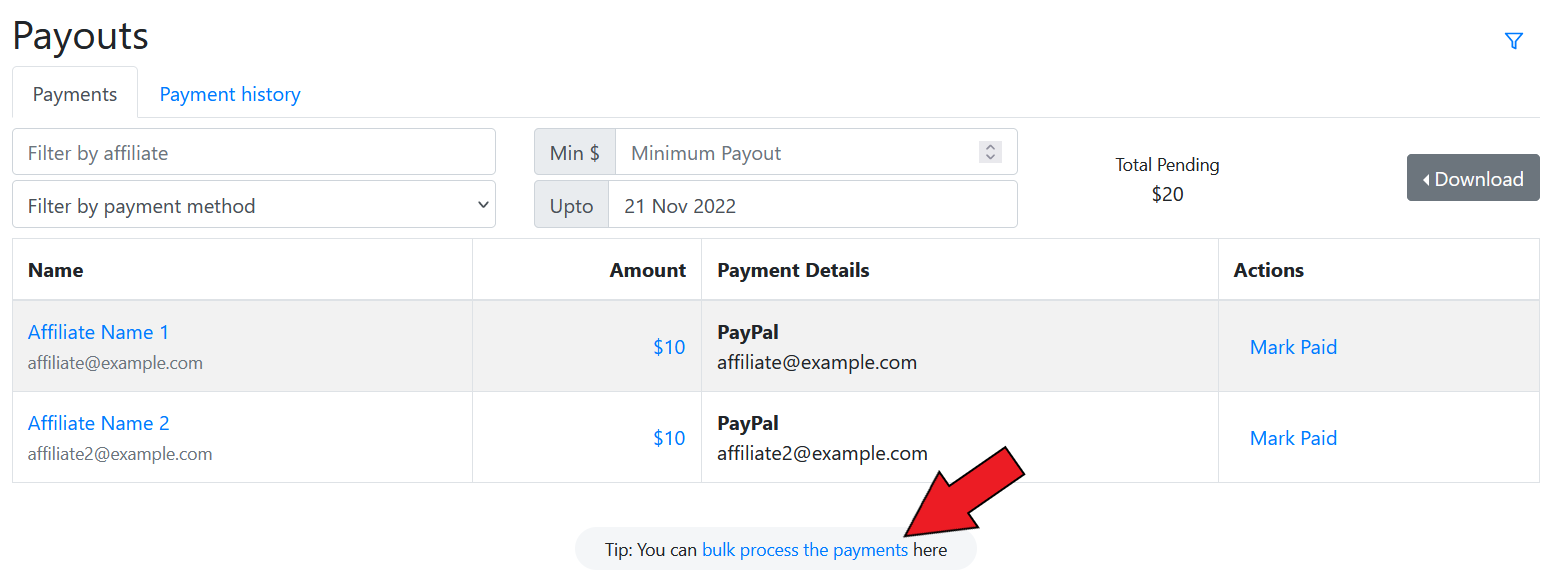 Payouts
Payments Payment history
Filter by affiliate Min $ Minimum Payout
Total Pending
Download
Filter by payment method Upto 21 Nov 2022
$20
Name Amount Payment Details Actions
Affiliate Name 1
affiliate@example.com
$10
PayPal
affiliate@example.com
Mark Paid
Affiliate Name 2
affiliate2@example.com
$10
PayPal
affiliate2@example.com
Mark Paid
Tip: You can bulk process the payments here